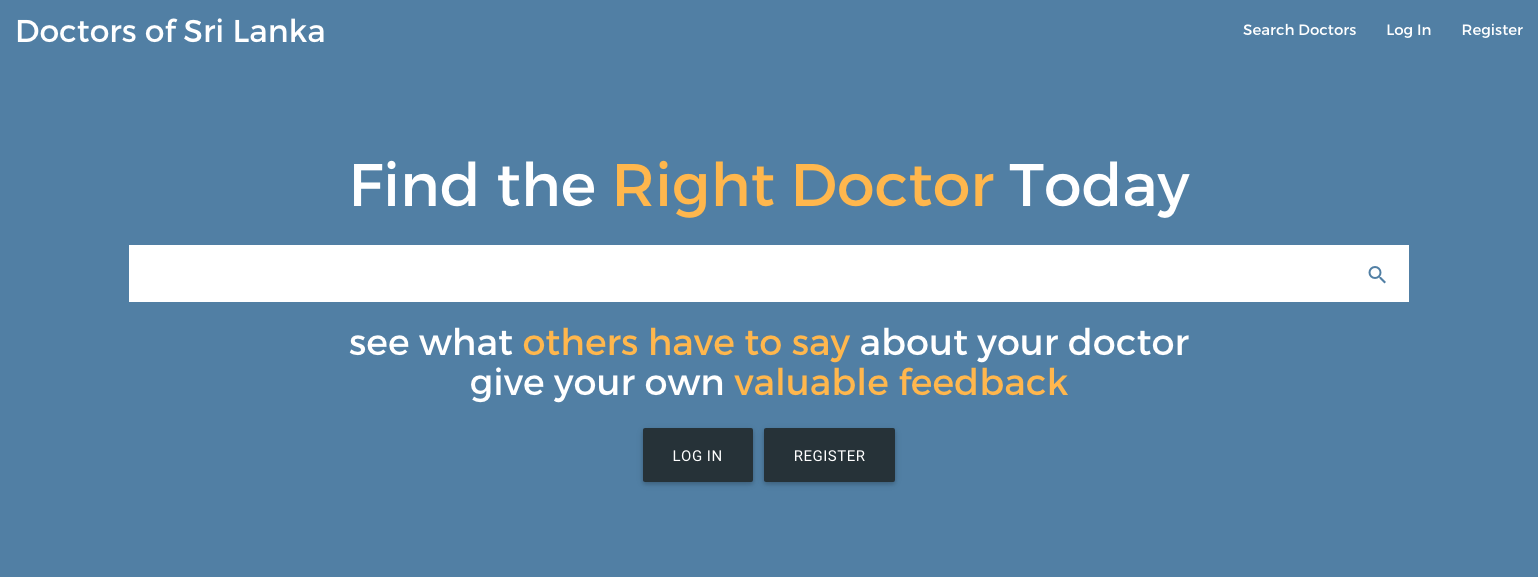 Doctors of Sri Lanka
Search Doctors
Log In
Register
Find the Right Doctor Today
see what others have to say about your doctor
give your own valuable feedback
LOG IN
REGISTER